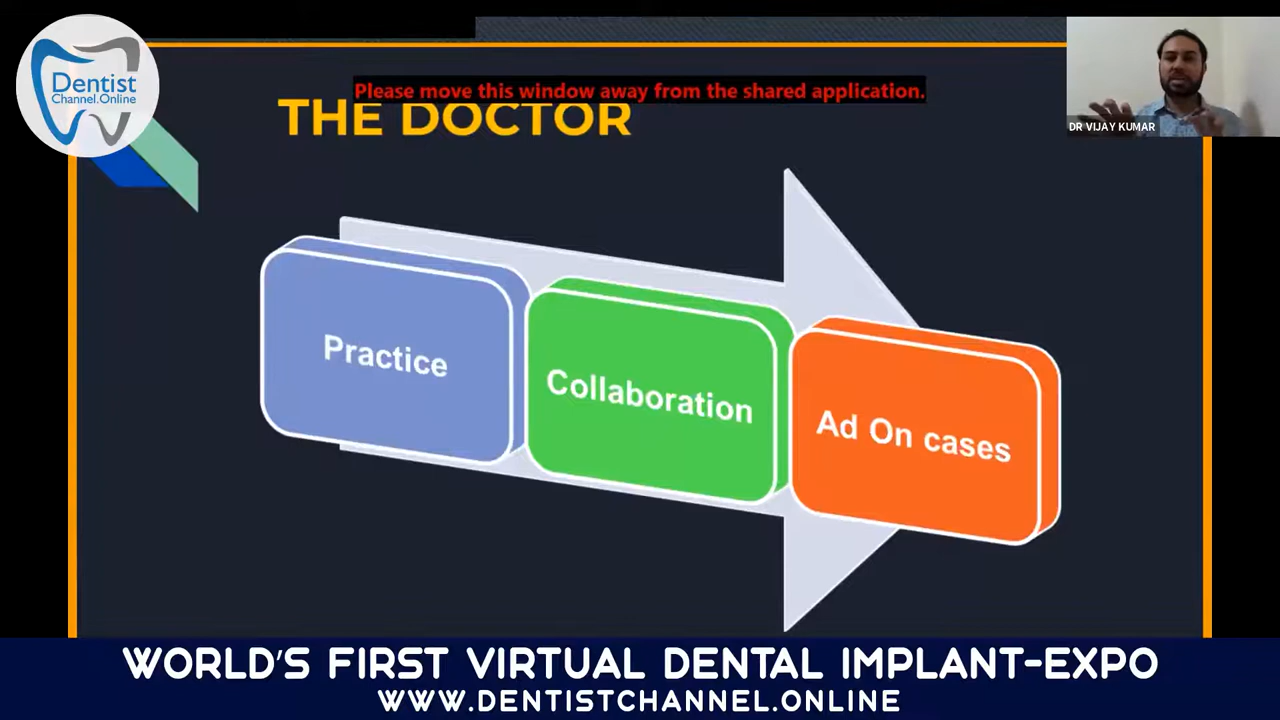 Dentist
Channel.Online
Please move this window away from the shared application.
THE DOCTOR
DR VIJAY KUMAR
Practice
Collaboration
Ad On cases
WORLD'S FIRST VIRTUAL DENTAL IMPLANT-EXPO
WWW.DENTISTCHANNEL.ONLINE